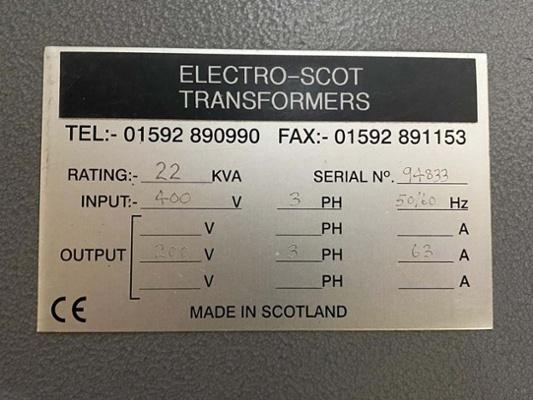 ELECTRO-SCOT
TRANSFORMERS
TEL:- 01592 890990 FAX:- 01592 891153
RATING:- 22 KVA SERIAL Nº. 94833
INPUT:- 400 V 3 PH 50/60 Hz
V PH A
OUTPUT 200 V 3 PH 63 A
V PH A
CE MADE IN SCOTLAND